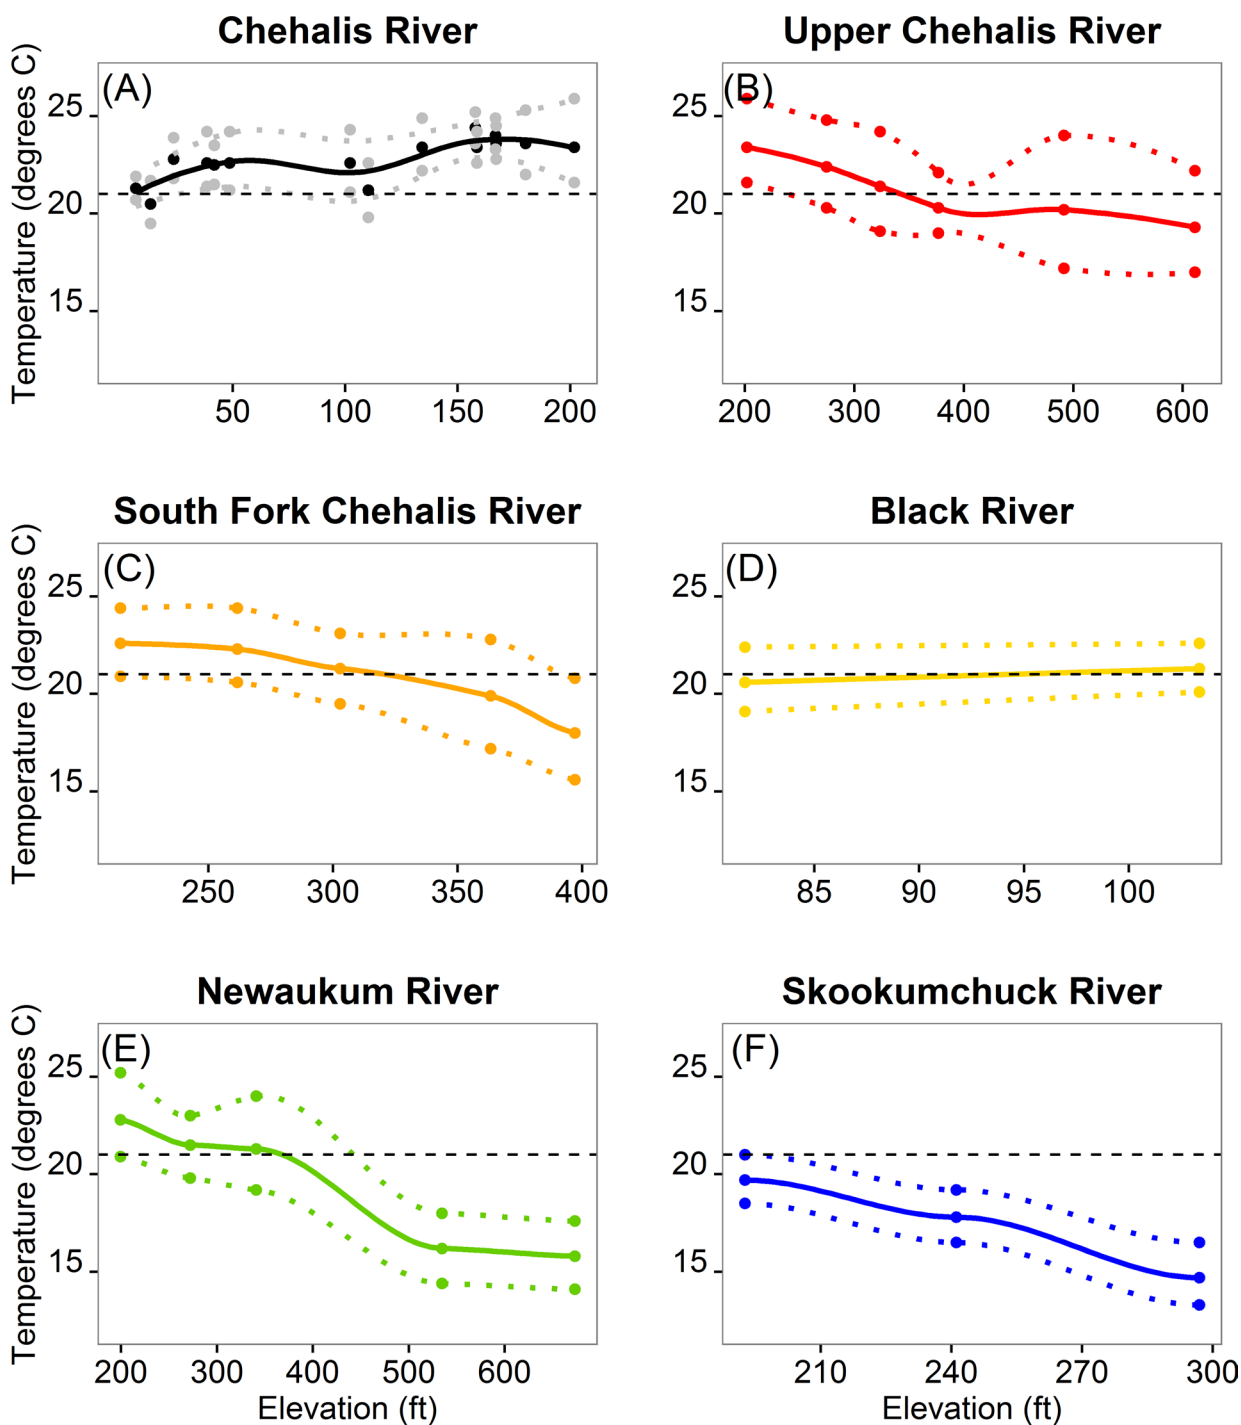 Chehalis River
Upper Chehalis River
Temperature (degrees C)
(A)
25
20
15
50 100 150 200
(B)
25
20
15
200 300 400 500 600
South Fork Chehalis River
Black River
Temperature (degrees C)
(C)
25
20
15
250 300 350 400
(D)
25
20
15
85 90 95 100
Newaukum River
Skookumchuck River
Temperature (degrees C)
(E)
25
20
15
200 300 400 500 600
Elevation (ft)
(F)
25
20
15
210 240 270 300
Elevation (ft)